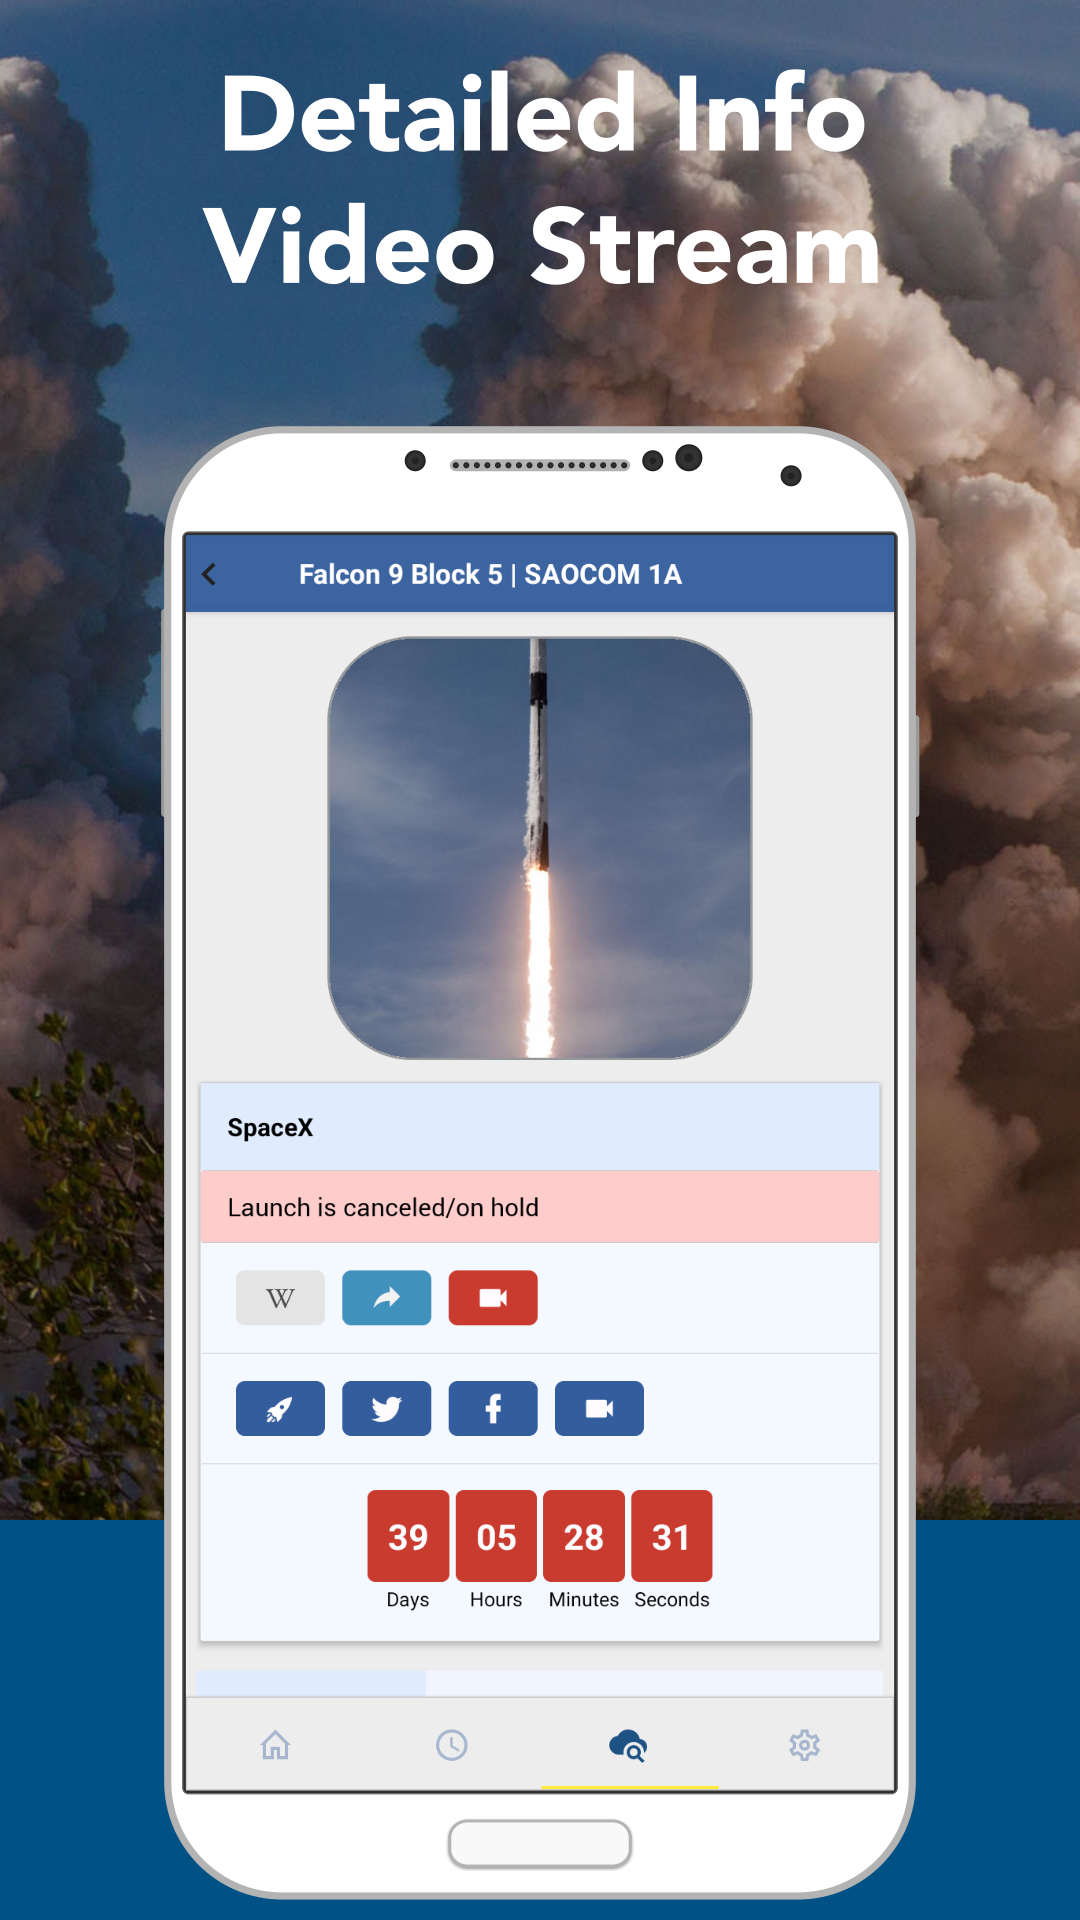 Detailed Info
Video Stream
Falcon 9 Block 5 | SAOCOM 1A
SpaceX
Launch is canceled/on hold
W
39 05 28 31
Days Hours Minutes Seconds